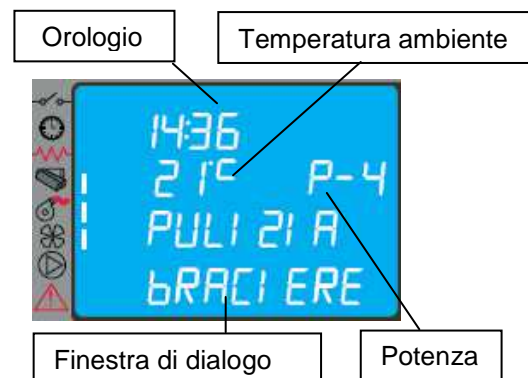 Orologio
Temperatura ambiente
14:36
21°C P-4
PULIZIA
bRACIERE
Finestra di dialogo
Potenza